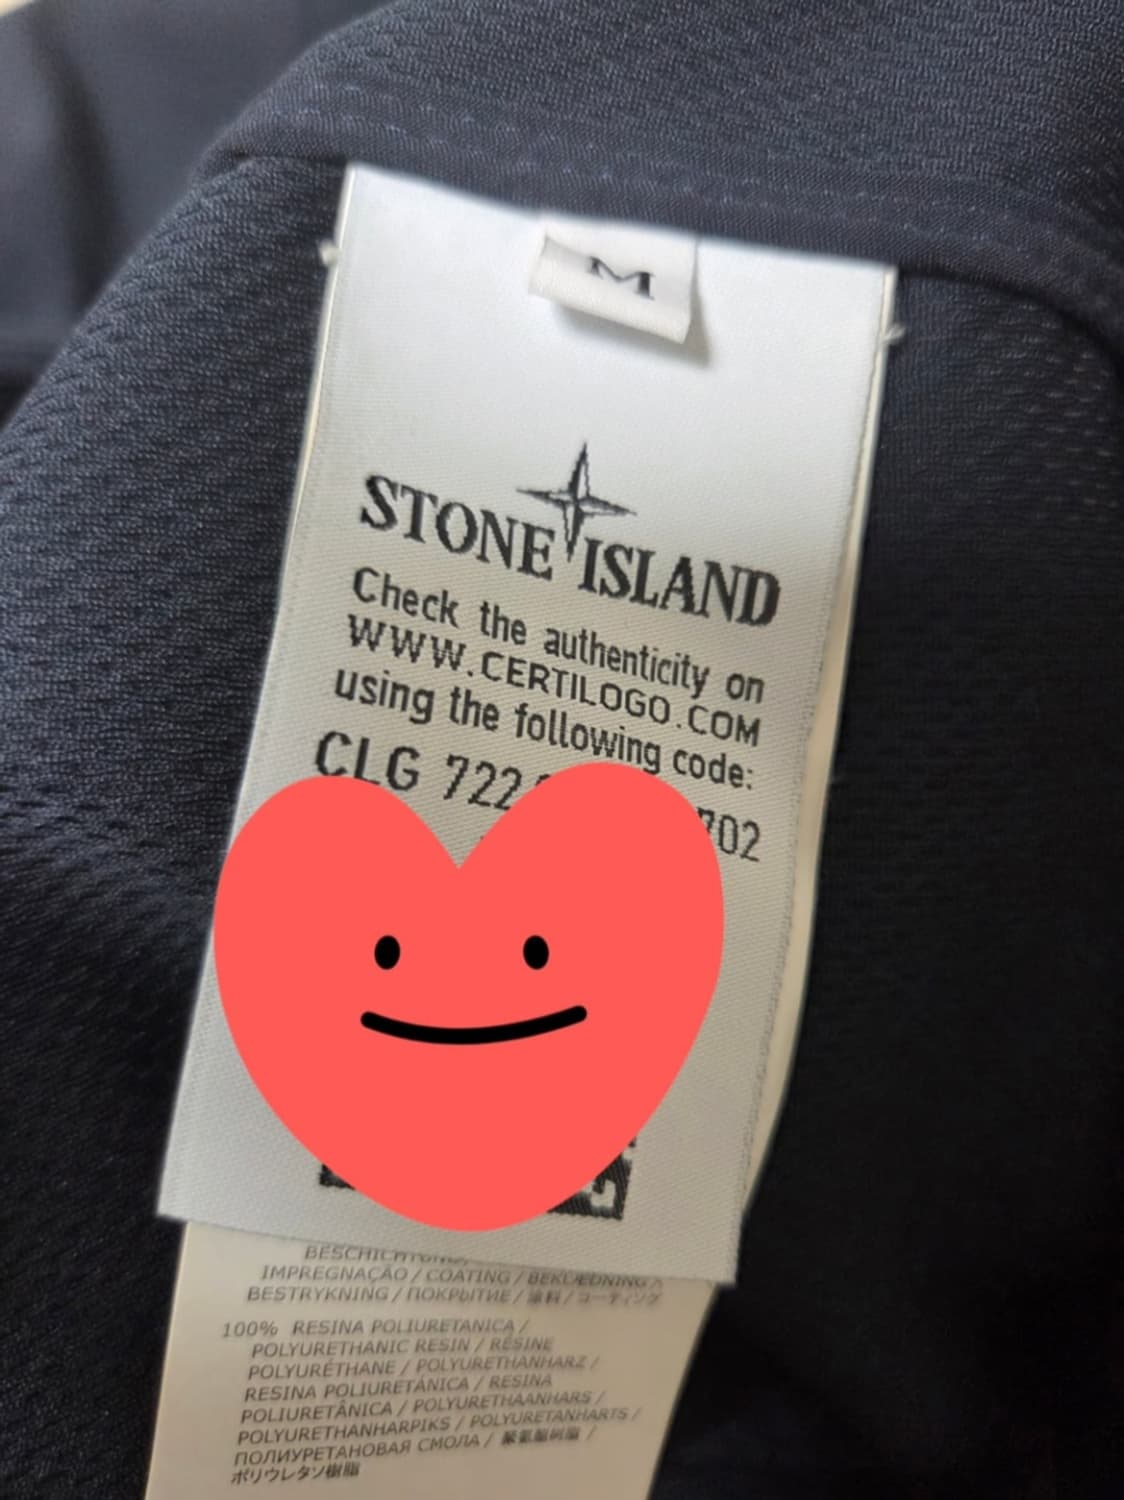 M
STONE ISLAND
Check the authenticity on
WWW.CERTILOGO.COM
using the following code:
CLG 722 702
BESCHICHTUNG
IMPREGNAÇÃO / COATING / BEKLÆDNING /
BESTRYKNING / ПОКРЫТИЕ / 涂料 / コーティング
100% RESINA POLIURETANICA /
POLYURETHANIC RESIN / RÉSINE
POLYURÉTHANE / POLYURETHANHARZ /
RESINA POLIURETÁNICA / RESINA
POLIURETÂNICA / POLYURETHAANHARS /
POLYURETHANHARPIKS / POLYURETANHARTS /
ПОЛИУРЕТАНОВАЯ СМОЛА / 聚氨酯树脂 /
ポリウレタン樹脂